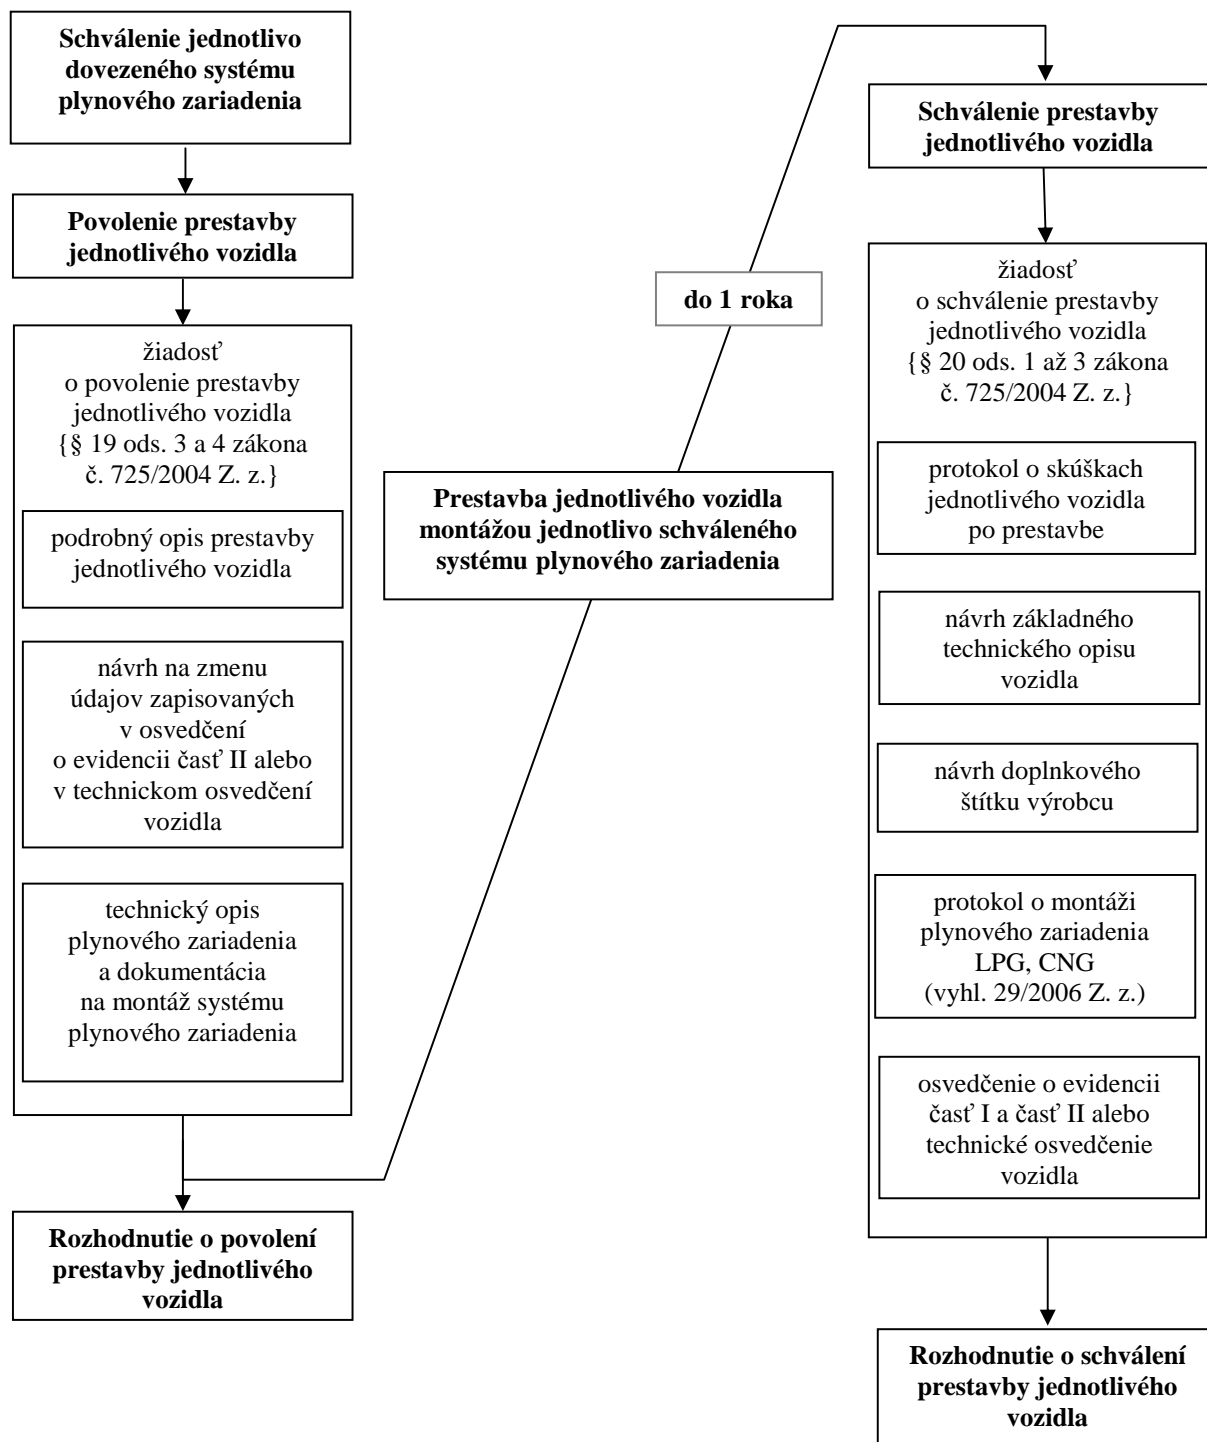 Schválenie jednotlivo
dovezeného systému
plynového zariadenia
Povolenie prestavby
jednotlivého vozidla
žiadosť
o povolenie prestavby
jednotlivého vozidla
{§ 19 ods. 3 a 4 zákona
č. 725/2004 Z. z.}
podrobný opis prestavby
jednotlivého vozidla
návrh na zmenu
údajov zapisovaných
v osvedčení
o evidencii časť II alebo
v technickom osvedčení
vozidla
technický opis
plynového zariadenia
a dokumentácia
na montáž systému
plynového zariadenia
Rozhodnutie o povolení
prestavby jednotlivého
vozidla
Prestavba jednotlivého vozidla
montážou jednotlivo schváleného
systému plynového zariadenia
do 1 roka
Schválenie prestavby
jednotlivého vozidla
žiadosť
o schválenie prestavby
jednotlivého vozidla
{§ 20 ods. 1 až 3 zákona
č. 725/2004 Z. z.}
protokol o skúškach
jednotlivého vozidla
po prestavbe
návrh základného
technického opisu
vozidla
návrh doplnkového
štítku výrobcu
protokol o montáži
plynového zariadenia
LPG, CNG
(vyhl. 29/2006 Z. z.)
osvedčenie o evidencii
časť I a časť II alebo
technické osvedčenie
vozidla
Rozhodnutie o schválení
prestavby jednotlivého
vozidla